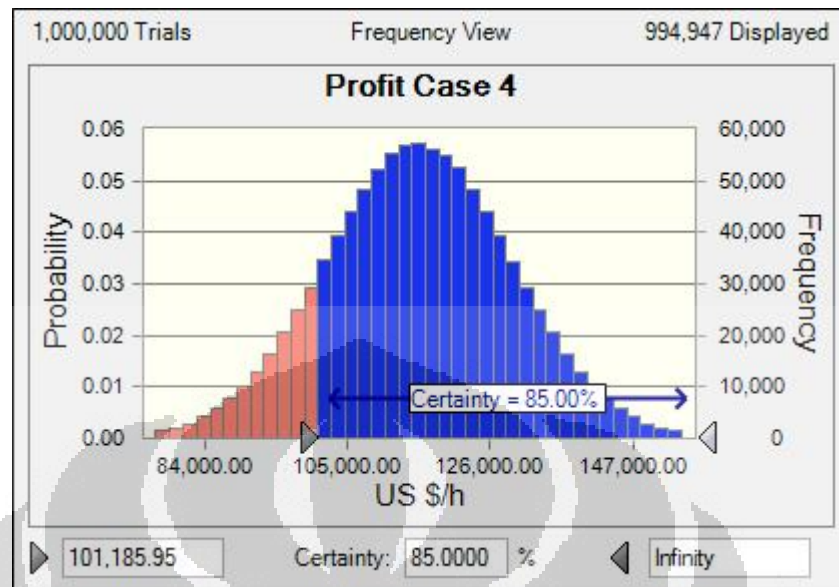 1,000,000 Trials Frequency View 994,947 Displayed
Profit Case 4
0.06 60,000
0.05 50,000
0.04 40,000
0.03 30,000
0.02 20,000
0.01 10,000
0.00 0
Probability
Frequency
Certainty = 85.00%
84,000.00 105,000.00 126,000.00 147,000.00
US $/h
101,185.95 Certainty: 85.0000 % Infinity